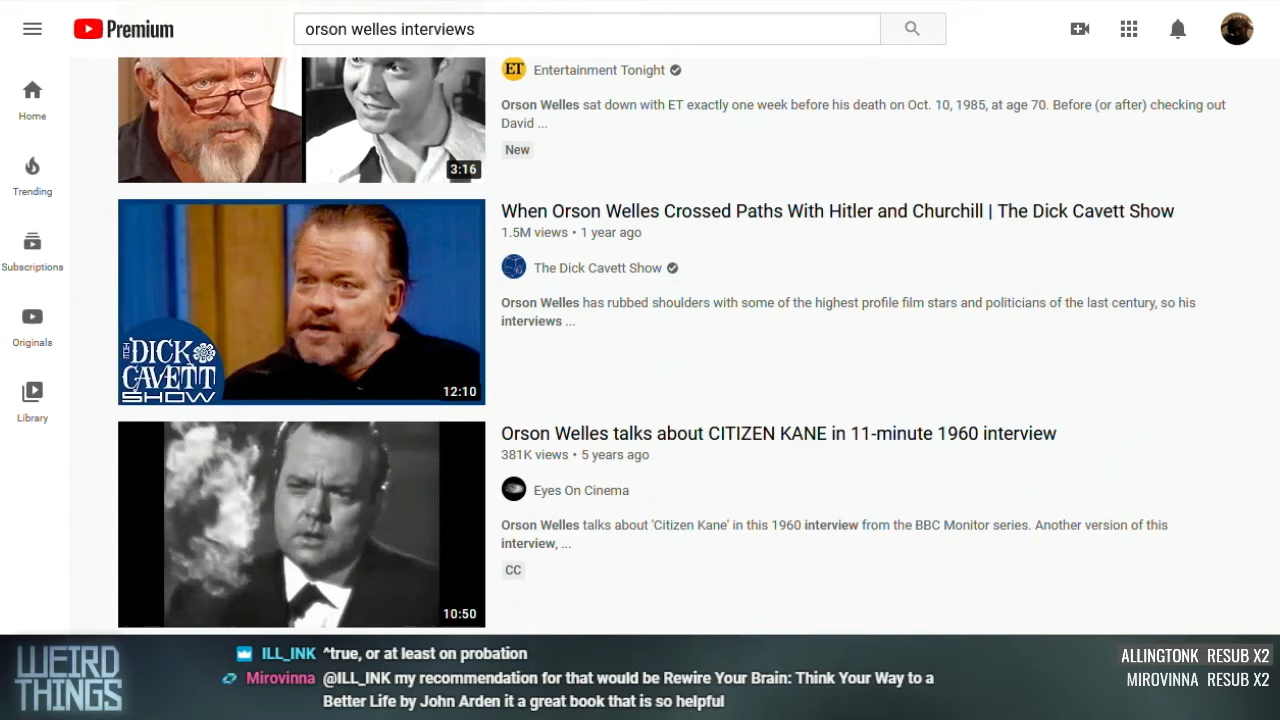 Premium
orson welles interviews
Home
Trending
Subscriptions
Originals
Library
3:16
ET Entertainment Tonight
Orson Welles sat down with ET exactly one week before his death on Oct. 10, 1985, at age 70. Before (or after) checking out
David ...
New
THE
DICK
CAVETT
SHOW
12:10
When Orson Welles Crossed Paths With Hitler and Churchill | The Dick Cavett Show
1.5M views • 1 year ago
The Dick Cavett Show
Orson Welles has rubbed shoulders with some of the highest profile film stars and politicians of the last century, so his
interviews ...
10:50
Orson Welles talks about CITIZEN KANE in 11-minute 1960 interview
381K views • 5 years ago
Eyes On Cinema
Orson Welles talks about 'Citizen Kane' in this 1960 interview from the BBC Monitor series. Another version of this
interview, ...
CC
WEIRD
THINGS
ILL_INK ^true, or at least on probation
Mirovinna @ILL_INK my recommendation for that would be Rewire Your Brain: Think Your Way to a
Better Life by John Arden it a great book that is so helpful
ALLINGTONK RESUB X2
MIROVINNA RESUB X2